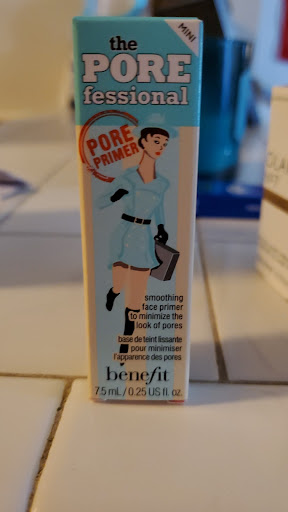 MINI
the
PORE
fessional
PORE
PRIMER
smoothing
face primer
to minimize the
look of pores
base de teint lissante
pour minimiser
l'apparence des pores
benefit
7.5 mL / 0.25 US fl. oz.